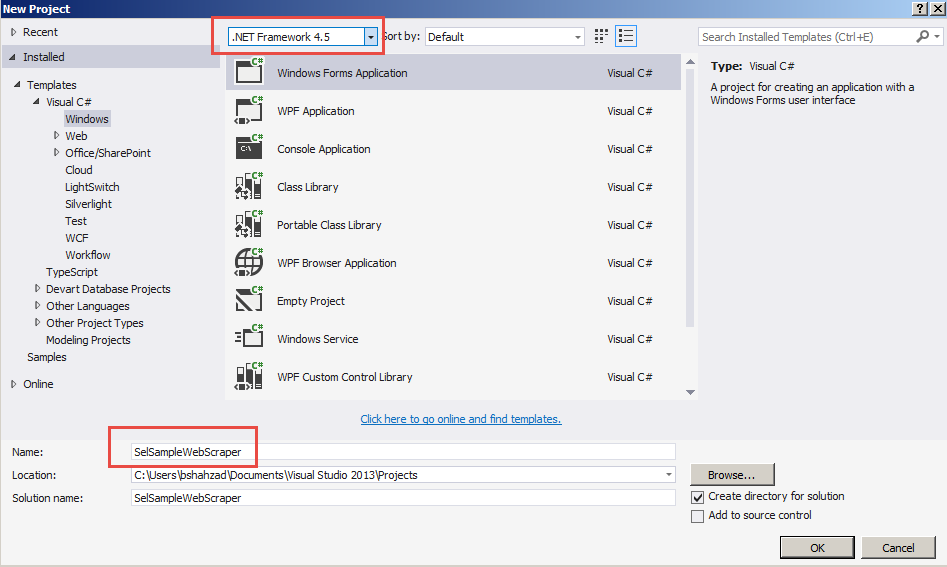 New Project
Recent
.NET Framework 4.5
Sort by:
Default
Search Installed Templates (Ctrl+E)
Installed
Templates
Visual C#
Windows
Web
Office/SharePoint
Cloud
LightSwitch
Silverlight
Test
WCF
Workflow
TypeScript
Devart Database Projects
Other Languages
Other Project Types
Modeling Projects
Samples
Online
Windows Forms Application Visual C#
WPF Application Visual C#
Console Application Visual C#
Class Library Visual C#
Portable Class Library Visual C#
WPF Browser Application Visual C#
Empty Project Visual C#
Windows Service Visual C#
WPF Custom Control Library Visual C#
Type: Visual C#
A project for creating an application with a
Windows Forms user interface
Click here to go online and find templates.
Name: SelSampleWebScraper
Location: C:\Users\bshahzad\Documents\Visual Studio 2013\Projects
Browse...
Solution name: SelSampleWebScraper
Create directory for solution
Add to source control
OK
Cancel